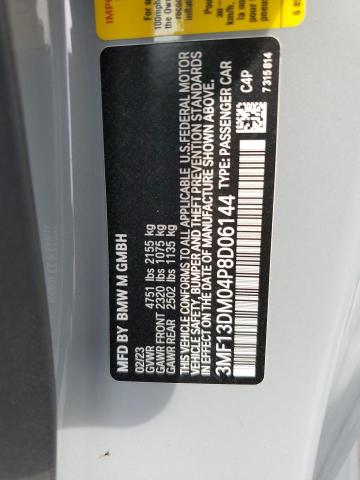 MFD BY BMW M GMBH
02/23
GVWR 4751 lbs 2155 kg
GAWR FRONT 2320 lbs 1075 kg
GAWR REAR 2502 lbs 1135 kg
THIS VEHICLE CONFORMS TO ALL APPLICABLE U.S. FEDERAL MOTOR
VEHICLE SAFETY, BUMPER AND THEFT PREVENTION STANDARDS
IN EFFECT ON THE DATE OF MANUFACTURE SHOWN ABOVE.
3MF13DM04P8D06144 TYPE: PASSENGER CAR
C4P
7 315 814